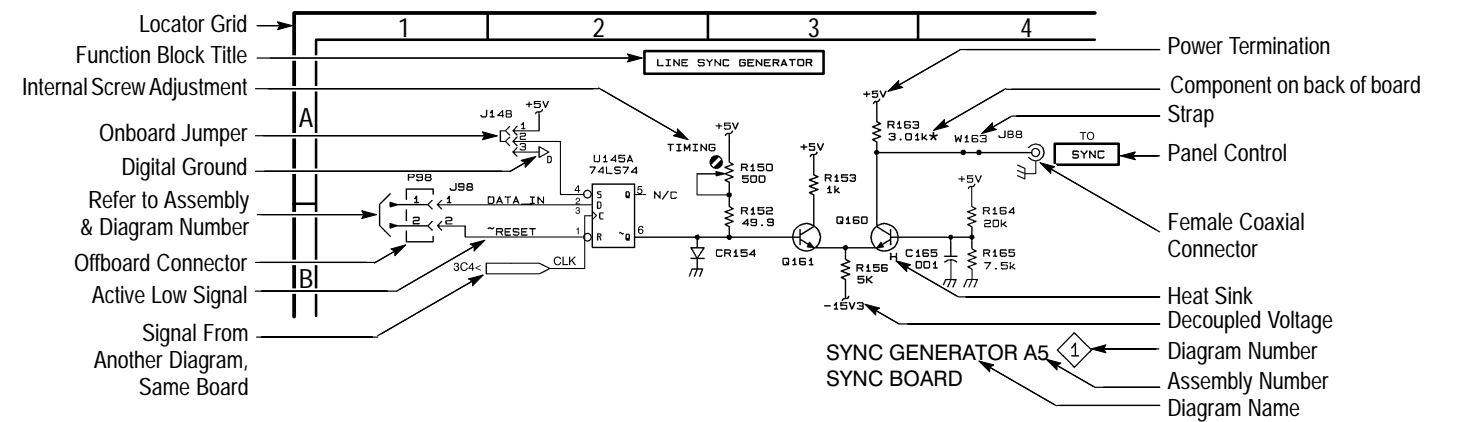 Locator Grid
Function Block Title
Internal Screw Adjustment
Onboard Jumper
Digital Ground
Refer to Assembly
& Diagram Number
Offboard Connector
Active Low Signal
Signal From
Another Diagram,
Same Board
1 2 3 4
A
B
LINE SYNC GENERATOR
J148
+5V
1
2
3
D
P98
J98
1 1
2 2
DATA_IN
~RESET
3C4<
CLK
U145A
74LS74
4 S Q 5
N/C
2 D
3 C
1 R ~Q 6
TIMING
+5V
R150
500
R152
49.9
CR154
+5V
R153
1k
Q161
Q160
+5V
R163
3.01k*
W163
J88
TO
SYNC
+5V
R164
20k
C165
001
R165
7.5k
H
R156
5K
-15V3
SYNC GENERATOR A5
1
SYNC BOARD
Power Termination
Component on back of board
Strap
Panel Control
Female Coaxial
Connector
Heat Sink
Decoupled Voltage
Diagram Number
Assembly Number
Diagram Name